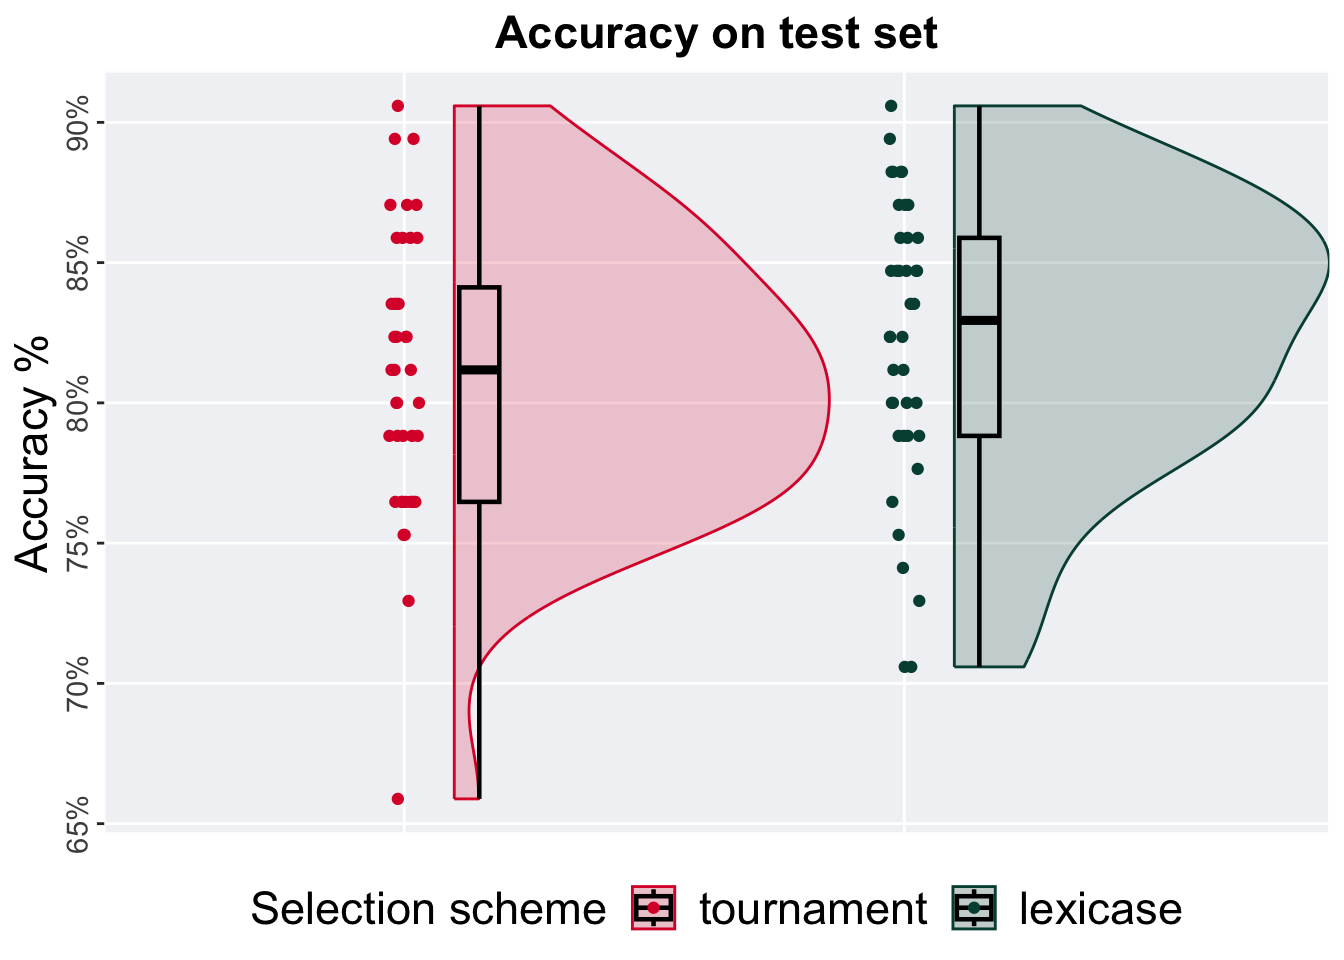 Accuracy on test set
Accuracy %
90%
85%
80%
75%
70%
65%
Selection scheme tournament lexicase